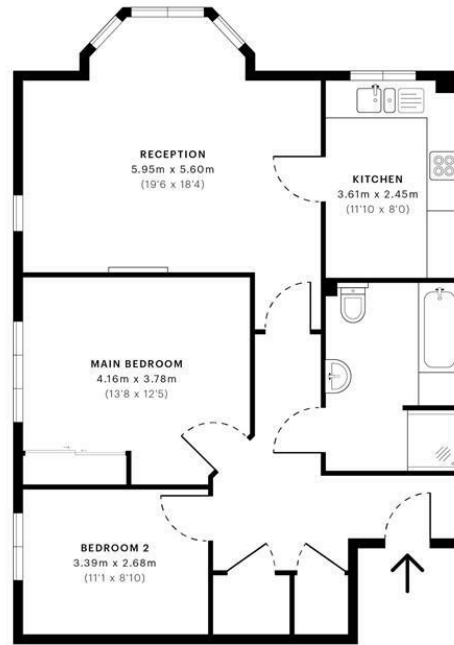 RECEPTION
5.95m x 5.60m
(19'6 x 18'4)
KITCHEN
3.61m x 2.45m
(11'10 x 8'0)
MAIN BEDROOM
4.16m x 3.78m
(13'8 x 12'5)
BEDROOM 2
3.39m x 2.68m
(11'1 x 8'10)